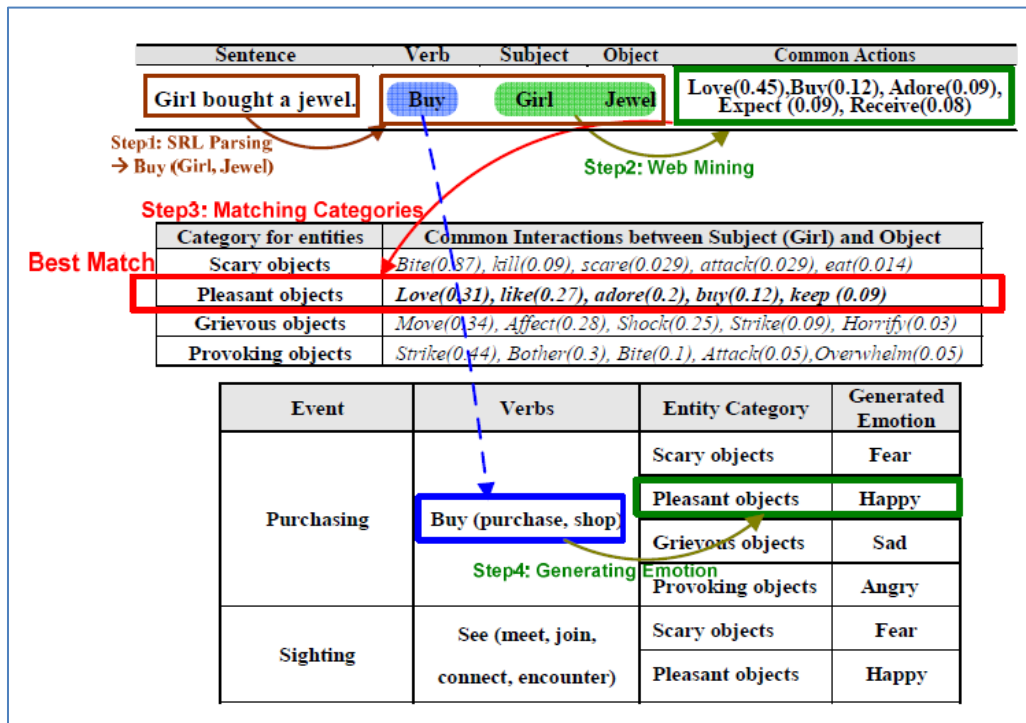 Sentence Verb Subject Object Common Actions
Girl bought a jewel. Buy Girl Jewel Love(0.45),Buy(0.12), Adore(0.09),
Expect (0.09), Receive(0.08)
Step1: SRL Parsing
→ Buy (Girl, Jewel)
Step2: Web Mining
Step3: Matching Categories
Category for entities Common Interactions between Subject (Girl) and Object
Best Match
Scary objects Bite(0.87), kill(0.09), scare(0.029), attack(0.029), eat(0.014)
Pleasant objects Love(0.31), like(0.27), adore(0.2), buy(0.12), keep (0.09)
Grievous objects Move(0.34), Affect(0.28), Shock(0.25), Strike(0.09), Horrify(0.03)
Provoking objects Strike(0.44), Bother(0.3), Bite(0.1), Attack(0.05),Overwhelm(0.05)
Event Verbs Entity Category Generated
Emotion
Scary objects Fear
Pleasant objects Happy
Purchasing Buy (purchase, shop)
Grievous objects Sad
Step4: Generating Emotion
Provoking objects Angry
Sighting See (meet, join,
connect, encounter)
Scary objects Fear
Pleasant objects Happy